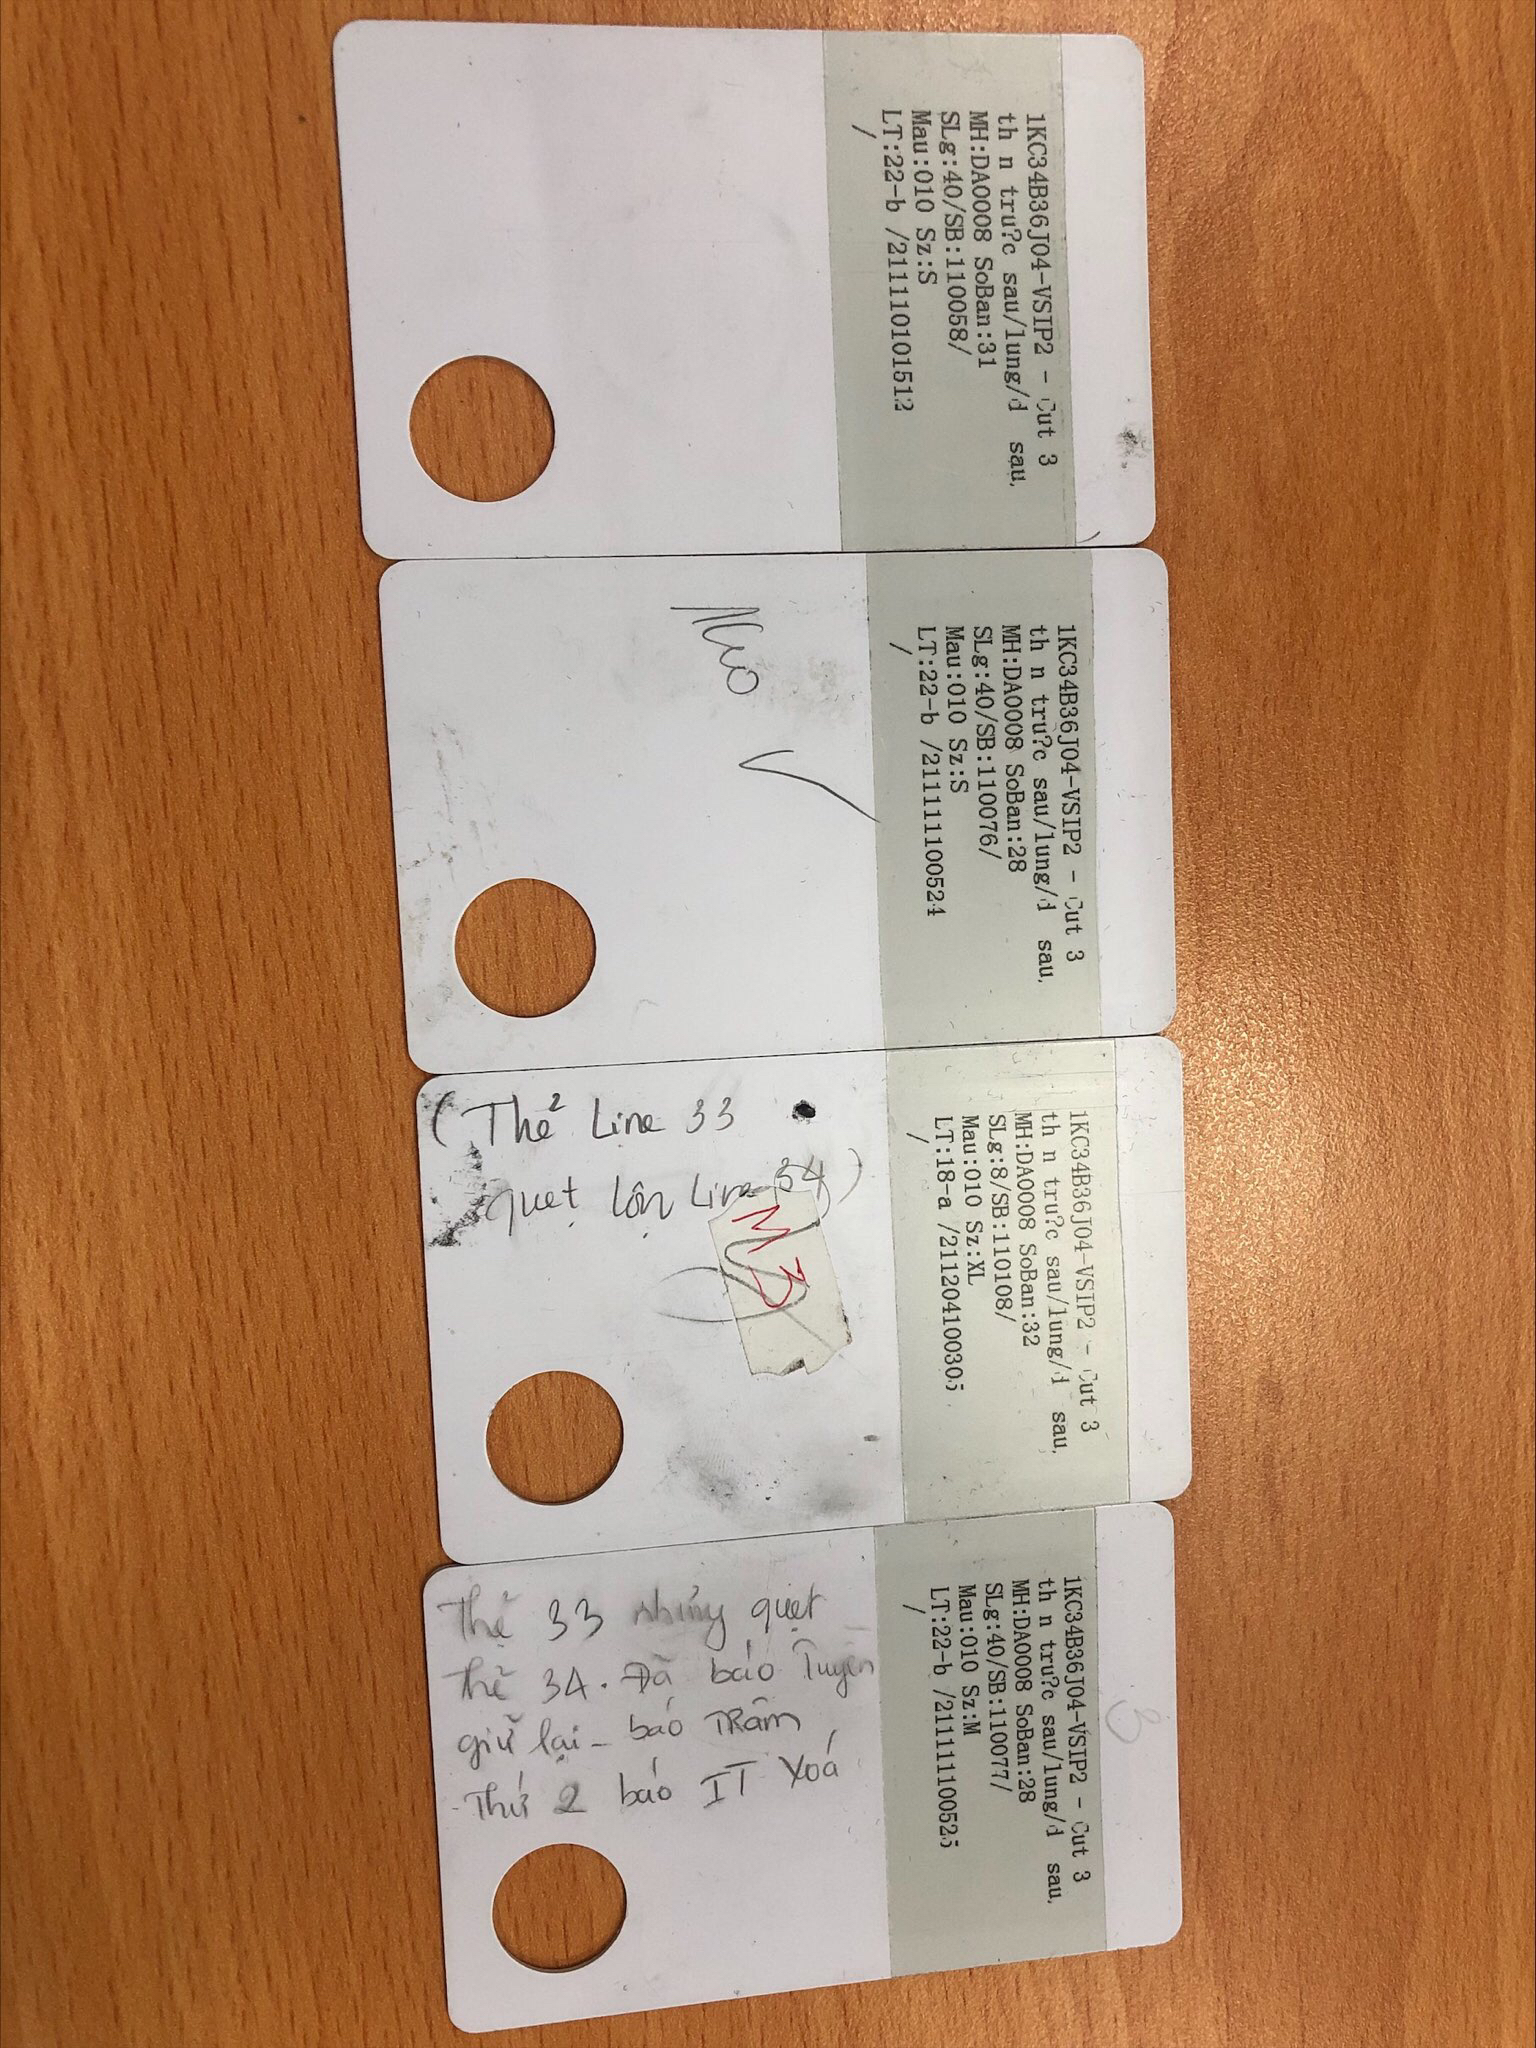 1KC34B36J04-VSIP2 - Cut 3
th n tru?c sau/lung/d sau,
MH:DA0008 SoBan:31
SLg:40/SB:110058/
Mau:010 Sz:S
LT:22-b /211110101512
/
1KC34B36J04-VSIP2 - Cut 3
th n tru?c sau/lung/d sau,
MH:DA0008 SoBan:28
SLg:40/SB:110076/
Mau:010 Sz:S
LT:22-b /211111100524
/
1KC34B36J04-VSIP2 - Cut 3
th n tru?c sau/lung/d sau,
MH:DA0008 SoBan:32
SLg:8/SB:110108/
Mau:010 Sz:XL
LT:18-a /211204100305
/
(Thẻ Line 33
quẹt lộn Line 34)
M3
3
1KC34B36J04-VSIP2 - Cut 3
th n tru?c sau/lung/d sau,
MH:DA0008 SoBan:28
SLg:40/SB:110077/
Mau:010 Sz:M
LT:22-b /211111100525
/
Thẻ 33 nhưng quẹt
thẻ 34. Đã báo Tuyền
giữ lại - báo Trâm
- Thứ 2 báo IT Xoá